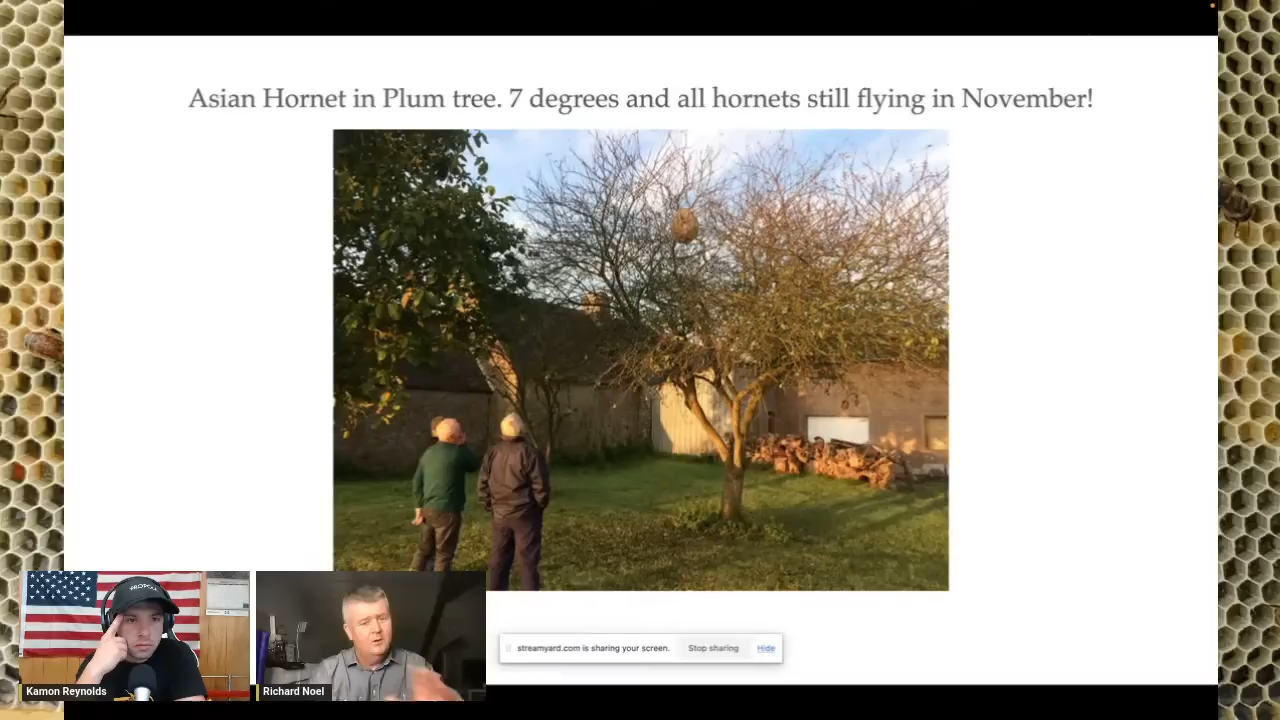 Asian Hornet in Plum tree. 7 degrees and all hornets still flying in November!
PROPOLIS
streamyard.com is sharing your screen. Stop sharing Hide
Kamon Reynolds Richard Noel